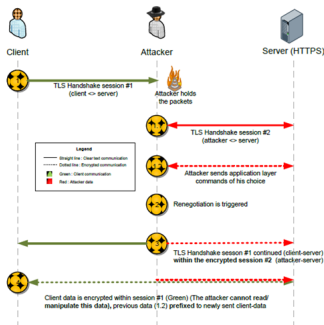 Client
Attacker
Server (HTTPS)
TLS Handshake session #1
(client <> server)
Attacker holds
the packets
TLS Handshake session #2
(attacker <> server)
Legend
Straight line : Clear text communication
Dotted line : Encrypted communication
Green : Client communication
Red : Attacker data
Attacker sends application layer
commands of his choice
Renegotiation is triggered
TLS Handshake session #1 continued (client-server)
within the encrypted session #2 (attacker-server)
Client data is encrypted within session #1 (Green) (The attacker cannot read/
manipulate this data), previous data (1.2) prefixed to newly sent client-data